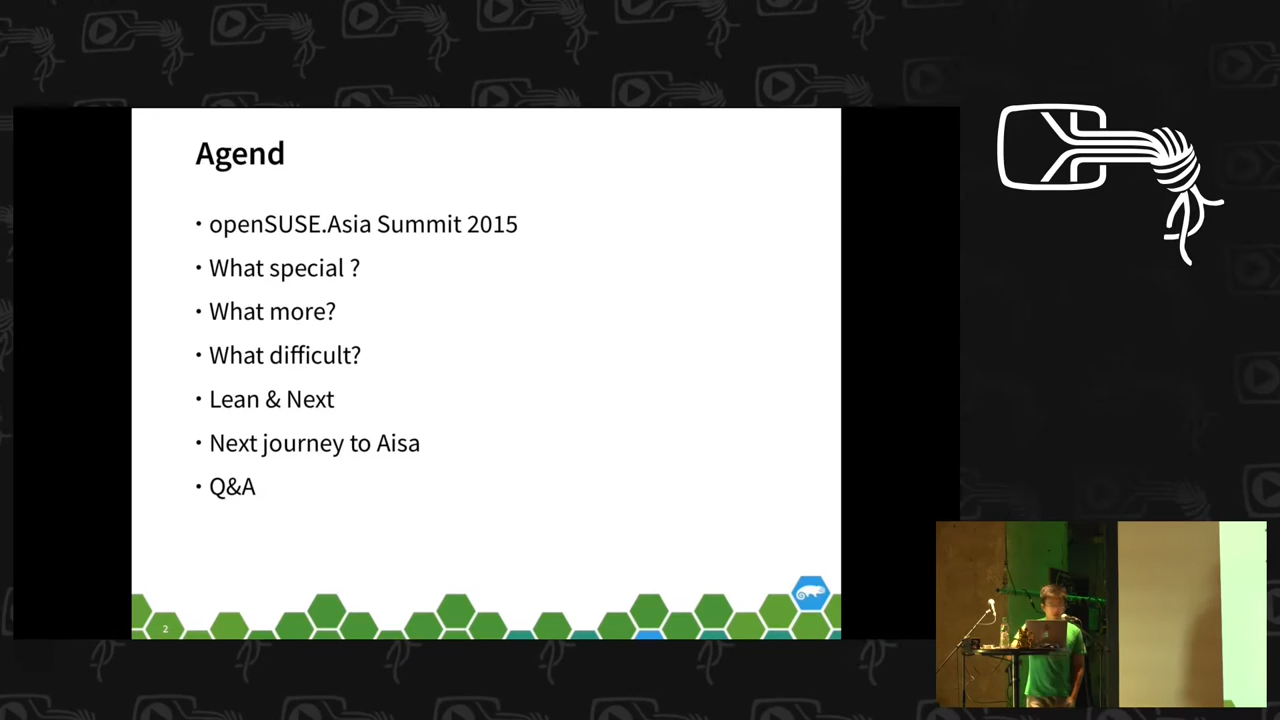 Agend
• openSUSE.Asia Summit 2015
• What special ?
• What more?
• What difficult?
• Lean & Next
• Next journey to Aisa
• Q&A
2